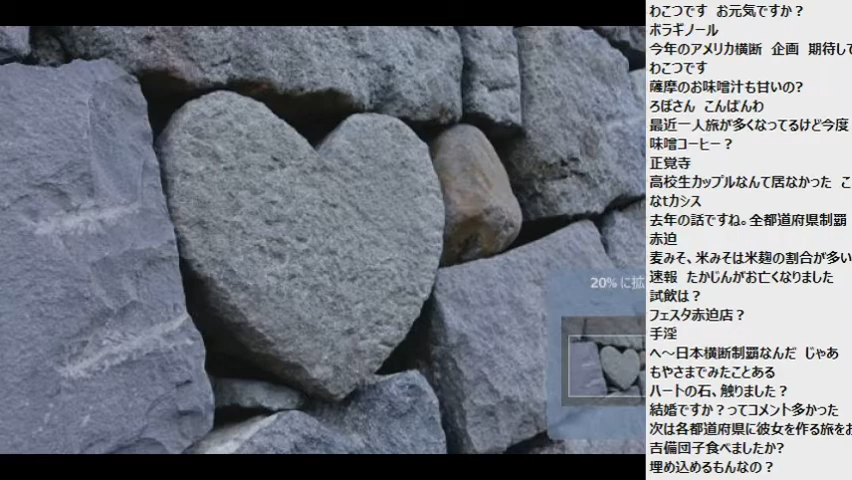 20% に拡
わこつです お元気ですか？
ボラギノール
今年のアメリカ横断 企画 期待して
わこつです
薩摩のお味噌汁も甘いの?
ろぼさん こんばんわ
最近一人旅が多くなってるけど今度
味噌コーヒー？
正覚寺
高校生カップルなんて居なかった こ
なtカシス
去年の話ですね。全都道府県制覇
赤迫
麦みそ、米みそは米麹の割合が多い
速報 たかじんがお亡くなりました
試飲は？
フェスタ赤迫店？
手淫
へ～日本横断制覇なんだ じゃあ
もやさまでみたことある
ハートの石、触りました？
結婚ですか？ってコメント多かった
次は各都道府県に彼女を作る旅をお
吉備団子食べましたか?
埋め込めるもんなの？